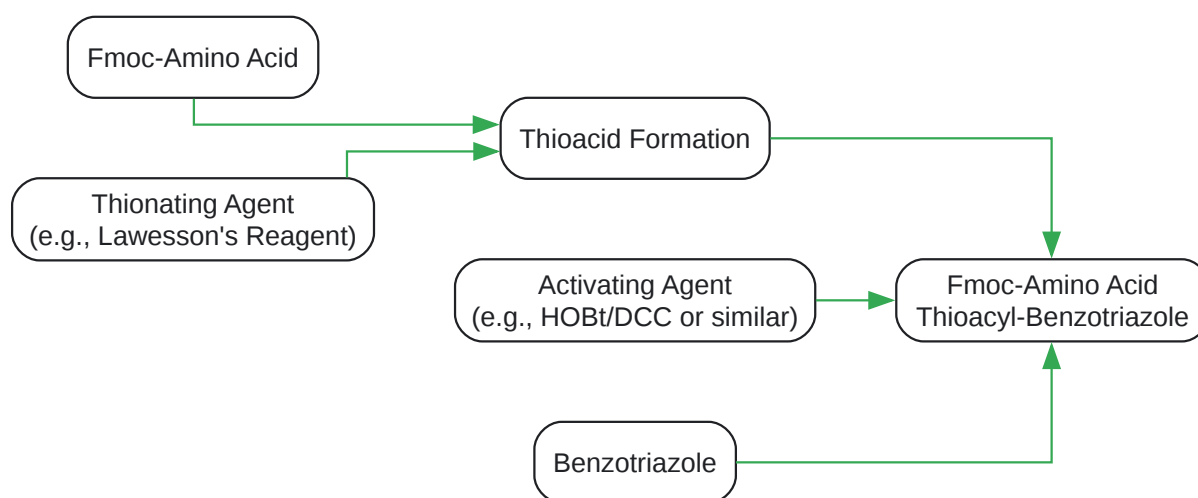 Fmoc-Amino Acid
Thioacid Formation
Thionating Agent
(e.g., Lawesson's Reagent)
Activating Agent
(e.g., HOBt/DCC or similar)
Fmoc-Amino Acid
Thioacyl-Benzotriazole
Benzotriazole